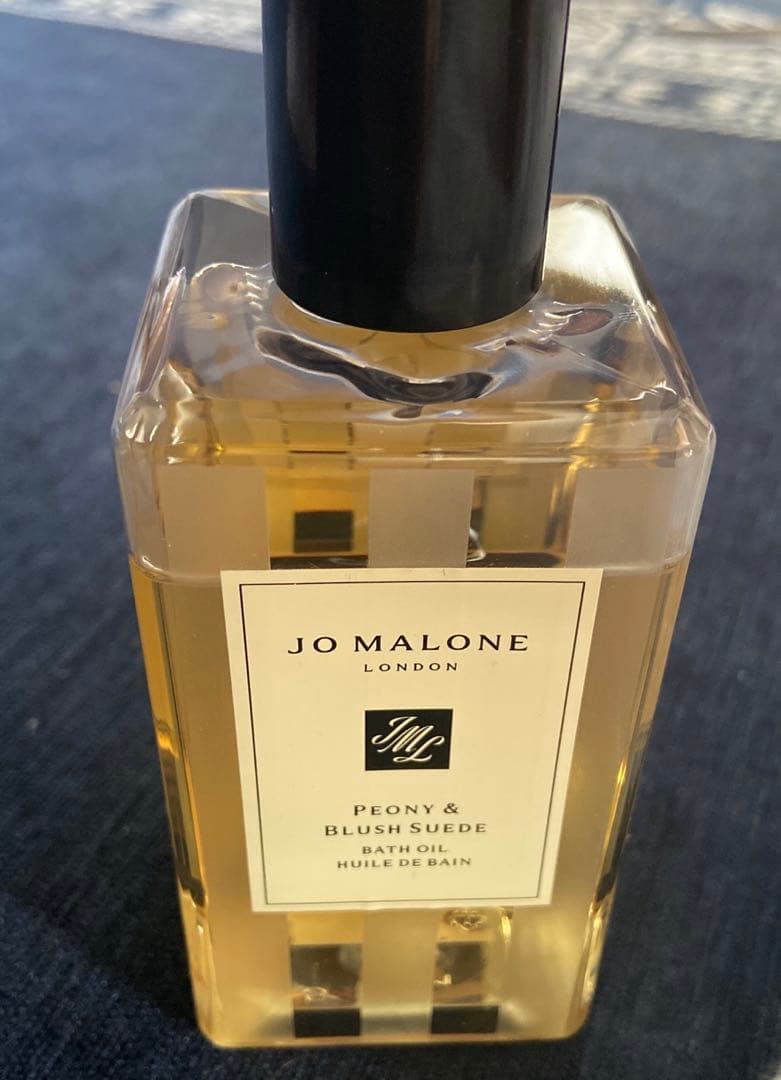 JO MALONE
LONDON
JML
PEONY &
BLUSH SUEDE
BATH OIL
HUILE DE BAIN